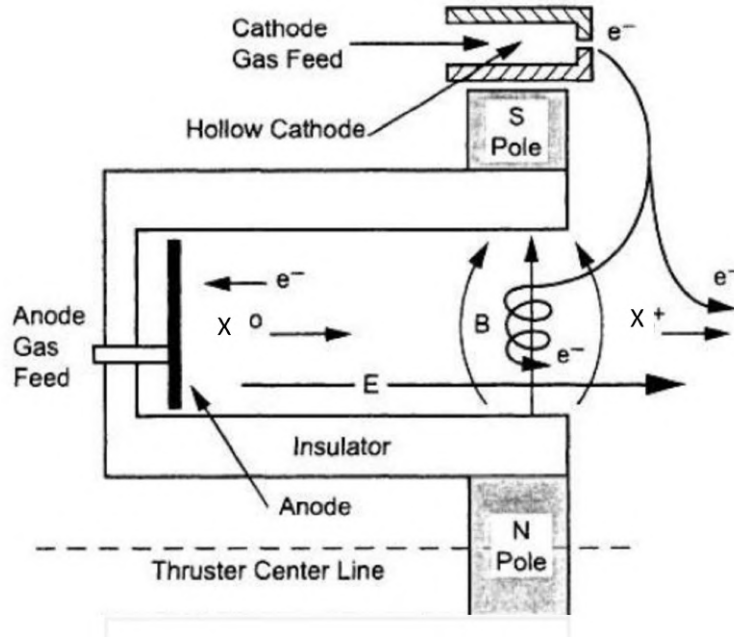 Cathode
Gas Feed
e⁻
Hollow Cathode
S
Pole
e⁻
Anode
Gas
Feed
X o
B
e⁻
X +
e⁻
E
Insulator
Anode
N
Pole
Thruster Center Line